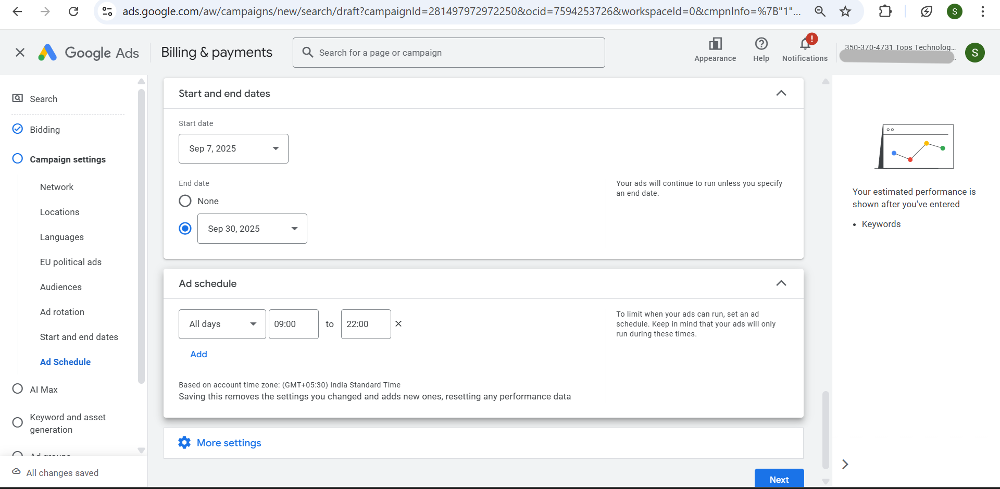 ads.google.com/aw/campaigns/new/search/draft?campaignId=281497972972250&ocid=7594253726&workspaceId=0&cmpnInfo=%7B"1"...
S
Google Ads
Billing & payments
Search for a page or campaign
Appearance
Help
!
Notifications
350-370-4731 Tops Technolog...
S
Search
Bidding
Campaign settings
Network
Locations
Languages
EU political ads
Audiences
Ad rotation
Start and end dates
Ad Schedule
AI Max
Keyword and asset
generation
Ad groups
All changes saved
Start and end dates
Start date
Sep 7, 2025
End date
None
Sep 30, 2025
Your ads will continue to run unless you specify
an end date.
Ad schedule
All days
09:00
to
22:00
Add
To limit when your ads can run, set an ad
schedule. Keep in mind that your ads will only
run during these times.
Based on account time zone: (GMT+05:30) India Standard Time
Saving this removes the settings you changed and adds new ones, resetting any performance data
More settings
Next
Your estimated performance is
shown after you've entered
• Keywords